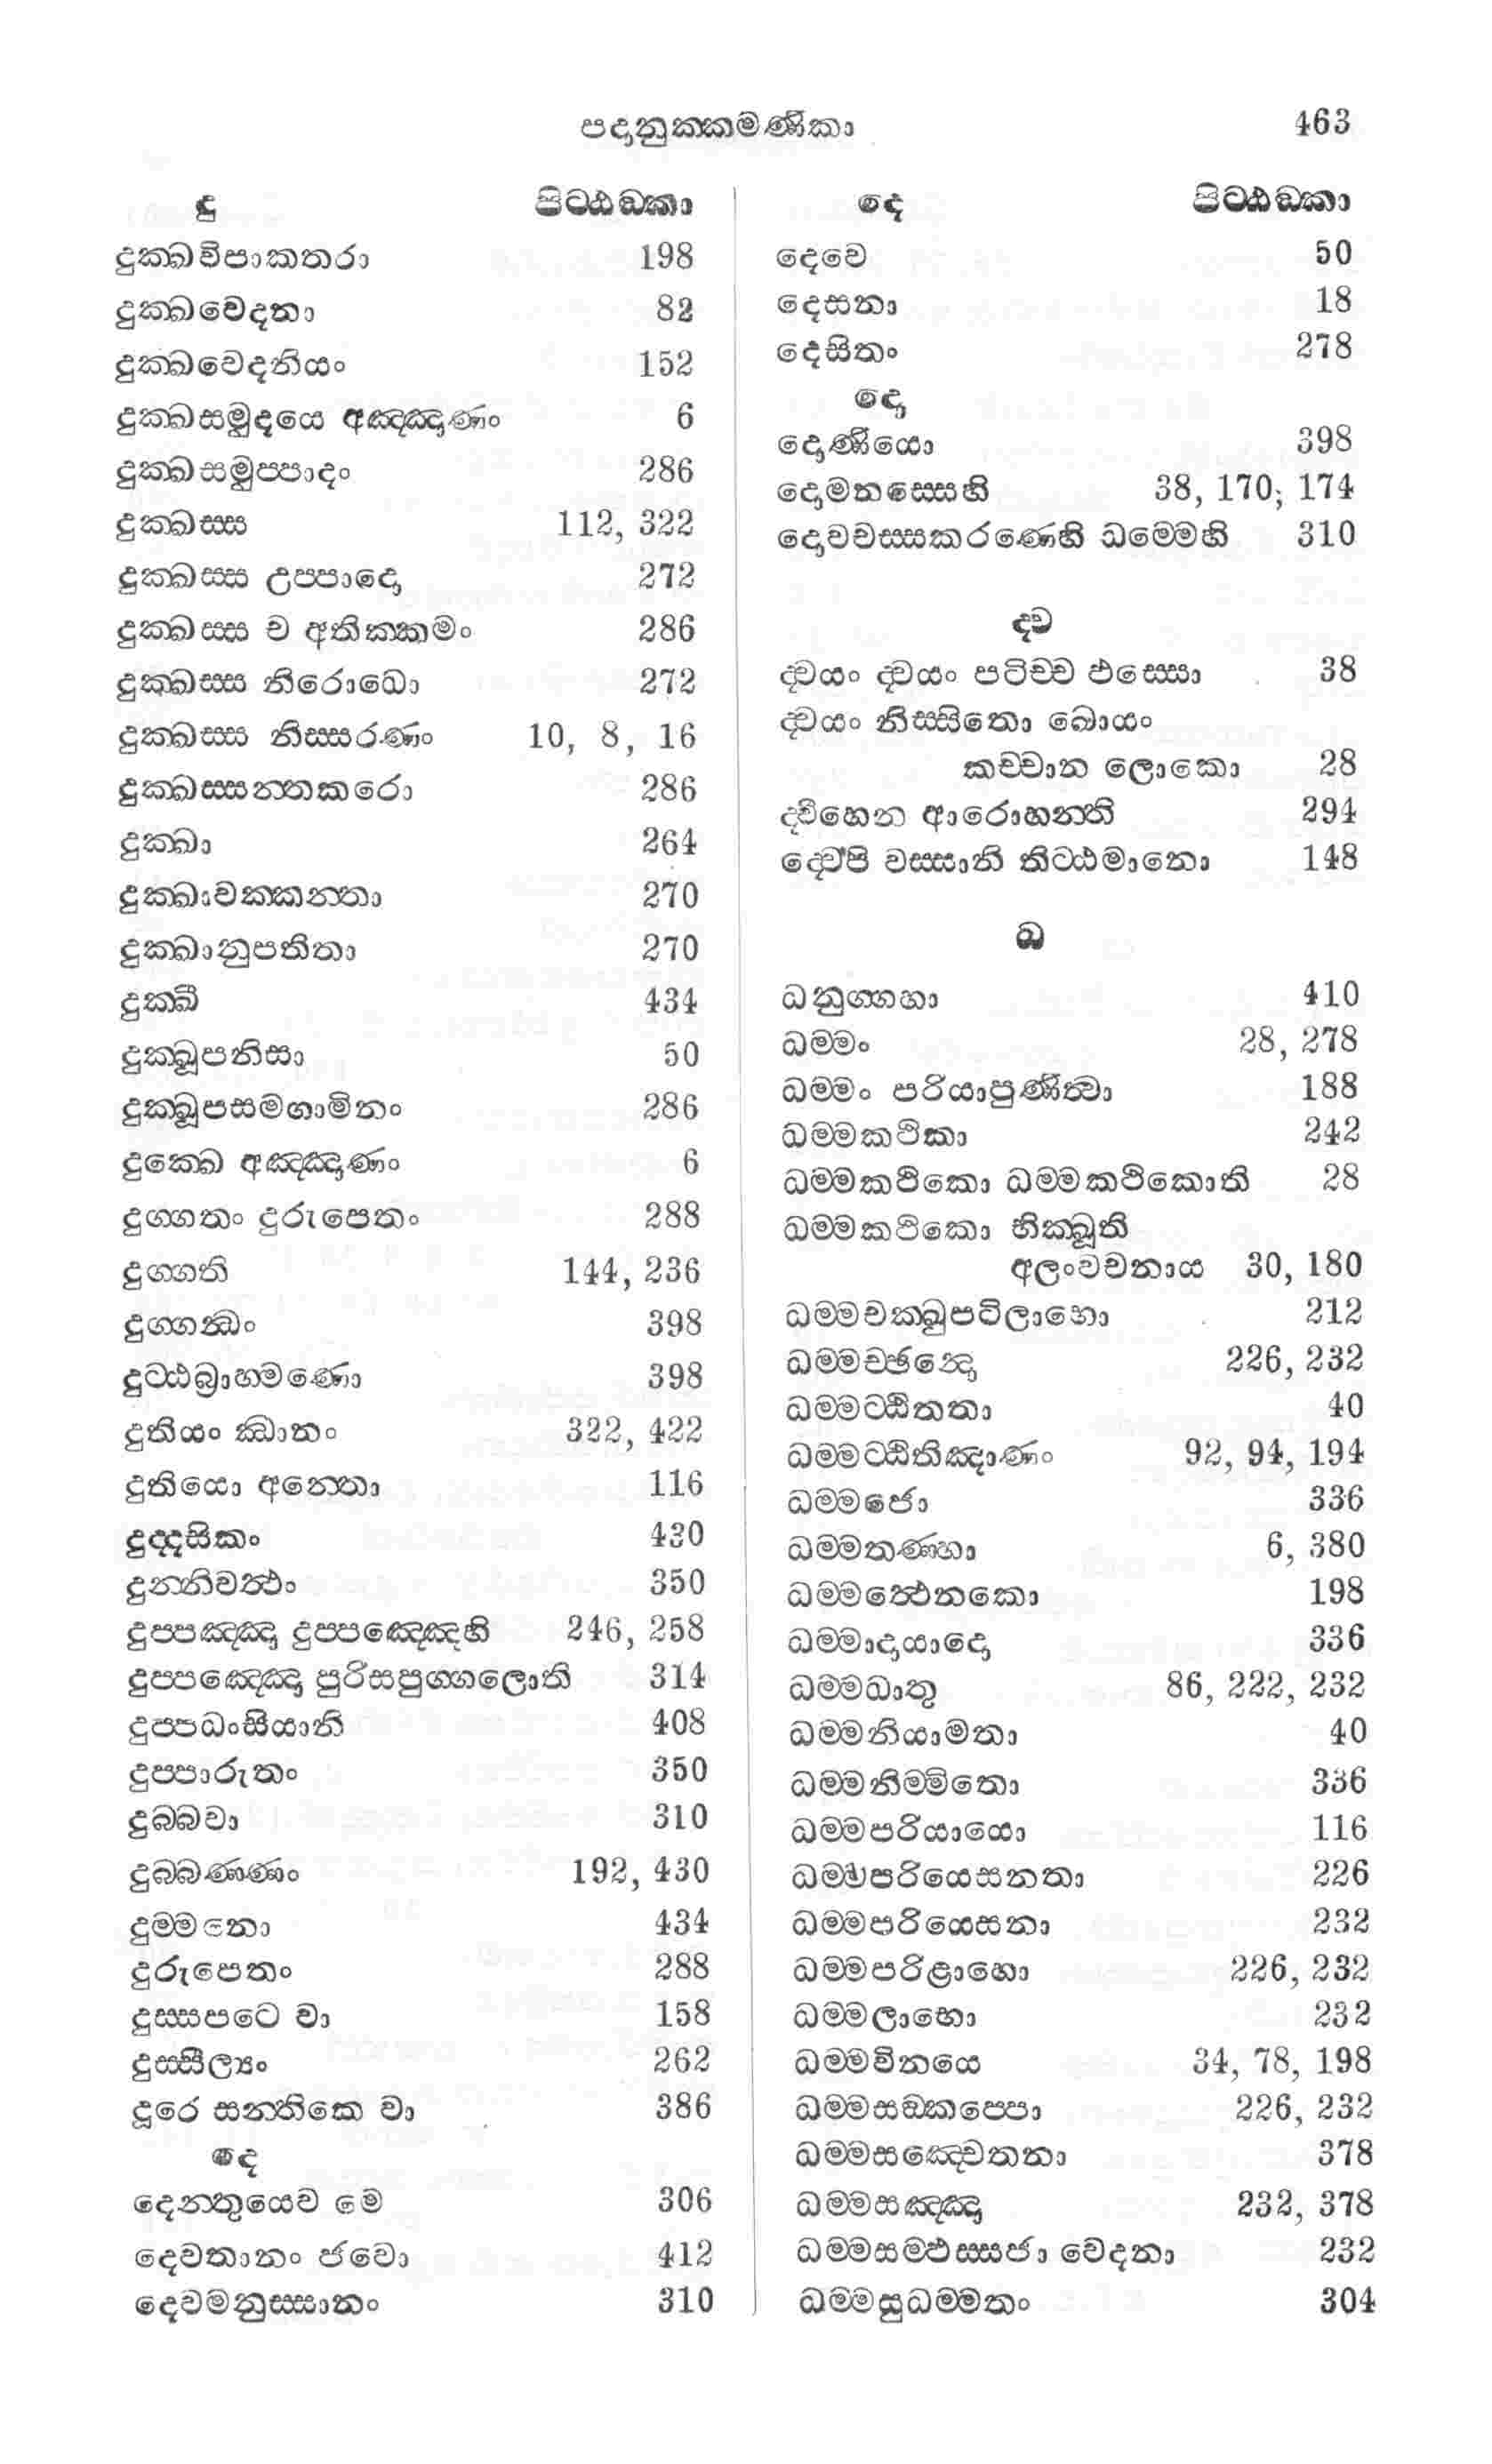 පදානුක්කමණිකා 463
දු පිට්ඨඞ්කා
දුක්ඛවිපාකතරා 198
දුක්ඛවෙදනා 82
දුක්ඛවෙදනියං 152
දුක්ඛසමුදයෙ අඤ්ඤාණං 6
දුක්ඛසමුප්පාදං 286
දුක්ඛස්ස 112, 322
දුක්ඛස්ස උප්පාදො 272
දුක්ඛස්ස ච අතික්කමං 286
දුක්ඛස්ස නිරොධො 272
දුක්ඛස්ස නිස්සරණං 10, 8, 16
දුක්ඛස්සන්තකරො 286
දුක්ඛා 264
දුක්ඛාවක්කන්තා 270
දුක්ඛානුපතිතා 270
දුක්ඛී 434
දුක්ඛූපනිසා 50
දුක්ඛූපසමගාමිනං 286
දුක්ඛෙ අඤ්ඤාණං 6
දුග්ගතං දුරුපෙතං 288
දුග්ගති 144, 236
දුග්ගන්ධං 398
දුට්ඨබ්‍රාහ්මණො 398
දුතියං ඣානං 322, 422
දුතියො අන්තො 116
දුද්දසිකං 430
දුන්නිවත්ථං 350
දුප්පඤ්ඤා දුප්පඤ්ඤෙහි 246, 258
දුප්පඤ්ඤො පුරිසපුග්ගලොති 314
දුප්පධංසියානි 408
දුප්පාරුතං 350
දුබ්බචා 310
දුබ්බණ්ණං 192, 430
දුම්මනො 434
දුරුපෙතං 288
දුස්සපටෙ වා 158
දුස්සීල්‍යං 262
දූරෙ සන්තිකෙ වා 386
දෙ
දෙන්තුයෙව මෙ 306
දෙවතානං ජවො 412
දෙවමනුස්සානං 310
දෙ පිට්ඨඞ්කා
දෙවෙ 50
දෙසනා 18
දෙසිතං 278
දො
දොණියො 398
දොමනස්සෙහි 38, 170; 174
දොවචස්සකරණෙහි ධම්මෙහි 310
ද්ව
ද්වයං ද්වයං පටිච්ච ඵස්සො 38
ද්වයං නිස්සිතො ඛොයං
කච්චාන ලොකො 28
ද්වීහෙන ආරොහන්ති 294
ද්වෙපි වස්සානි තිට්ඨමානො 148
ධ
ධනුග්ගහා 410
ධම්මං 28, 278
ධම්මං පරියාපුණිත්වා 188
ධම්මකථිකා 242
ධම්මකථිකො ධම්මකථිකොති 28
ධම්මකථිකො භික්ඛූති
අලංවචනාය 30, 180
ධම්මචක්ඛුපටිලාභො 212
ධම්මච්ඡන්දො 226, 232
ධම්මට්ඨිතතා 40
ධම්මට්ඨිතිඤාණං 92, 94, 194
ධම්මජො 336
ධම්මතණ්හා 6, 380
ධම්මත්ථෙනකො 198
ධම්මාදායාදො 336
ධම්මධාතු 86, 222, 232
ධම්මනියාමතා 40
ධම්මනිම්මිතො 336
ධම්මපරියායො 116
ධම්මපරියෙසනතා 226
ධම්මපරියෙසනා 232
ධම්මපරිළාහො 226, 232
ධම්මලාභො 232
ධම්මවිනයෙ 34, 78, 198
ධම්මසඞ්කප්පො 226, 232
ධම්මසඤ්චෙතනා 378
ධම්මසඤ්ඤා 232, 378
ධම්මසම්ඵස්සජා වෙදනා 232
ධම්මසුධම්මතං 304